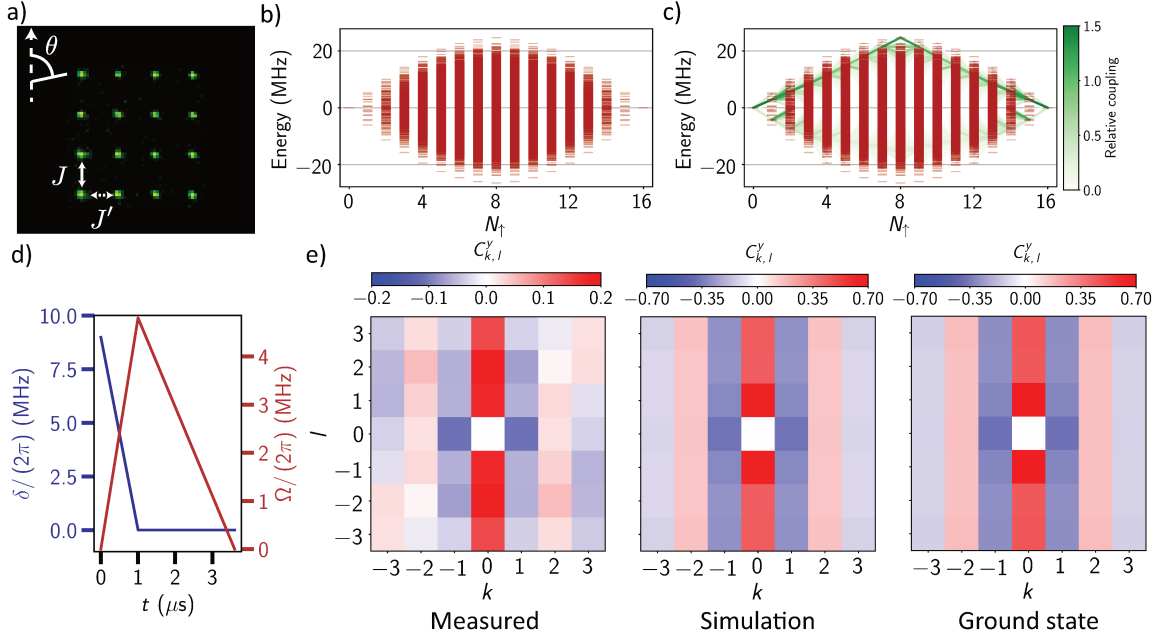 a)
θ
J
J′
b)
Energy (MHz)
20
0
−20
0
4
8
12
16
N↑
c)
Energy (MHz)
20
0
−20
0
4
8
12
16
N↑
1.5
1.0
0.5
0.0
Relative coupling
d)
δ/(2π) (MHz)
10.0
7.5
5.0
2.5
0.0
Ω/(2π) (MHz)
4
3
2
1
0
0
1
2
3
t (μs)
e)
C^y_{k, l}
−0.2
−0.1
0.0
0.1
0.2
l
3
2
1
0
−1
−2
−3
−3
−2
−1
0
1
2
3
k
Measured
C^y_{k, l}
−0.70
−0.35
0.00
0.35
0.70
−3
−2
−1
0
1
2
3
k
Simulation
C^y_{k, l}
−0.70
−0.35
0.00
0.35
0.70
−3
−2
−1
0
1
2
3
k
Ground state